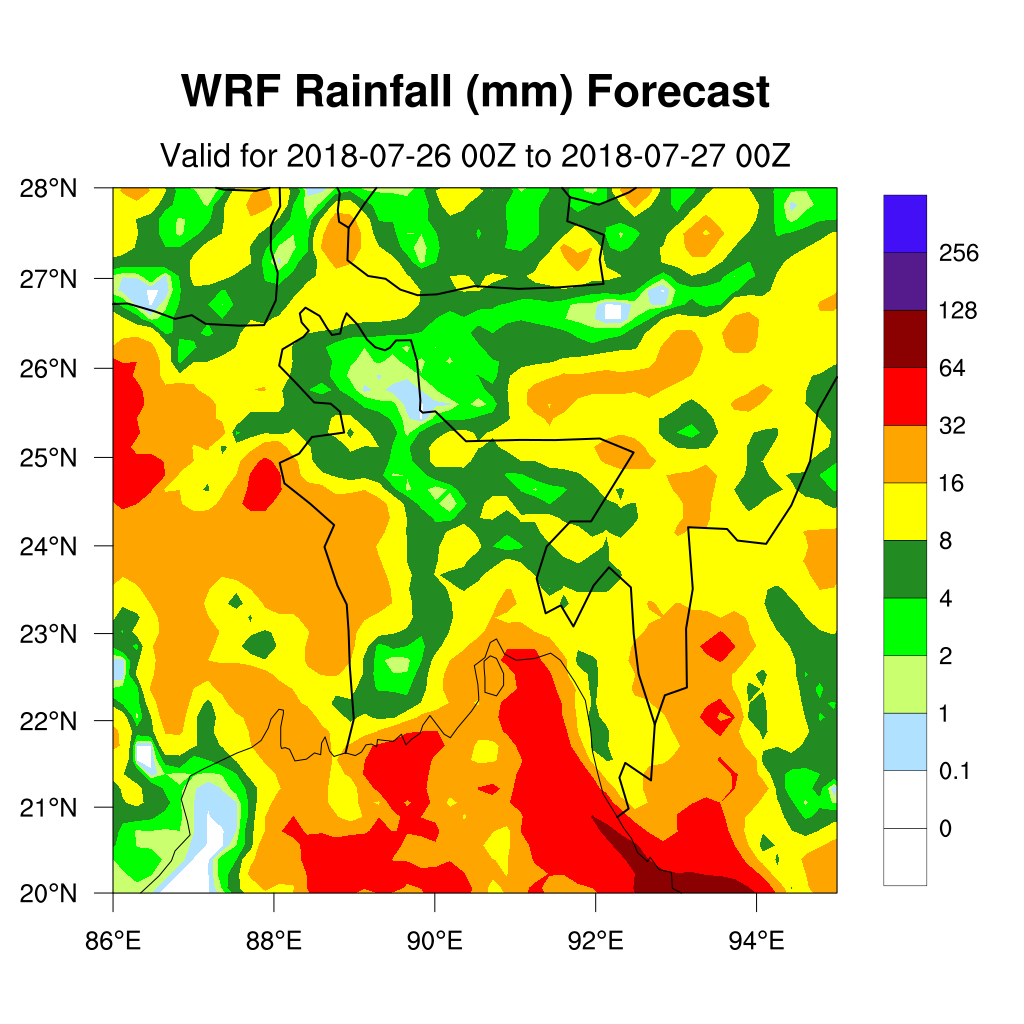 WRF Rainfall (mm) Forecast
Valid for 2018-07-26 00Z to 2018-07-27 00Z
28°N
27°N
26°N
25°N
24°N
23°N
22°N
21°N
20°N
86°E
88°E
90°E
92°E
94°E
256
128
64
32
16
8
4
2
1
0.1
0